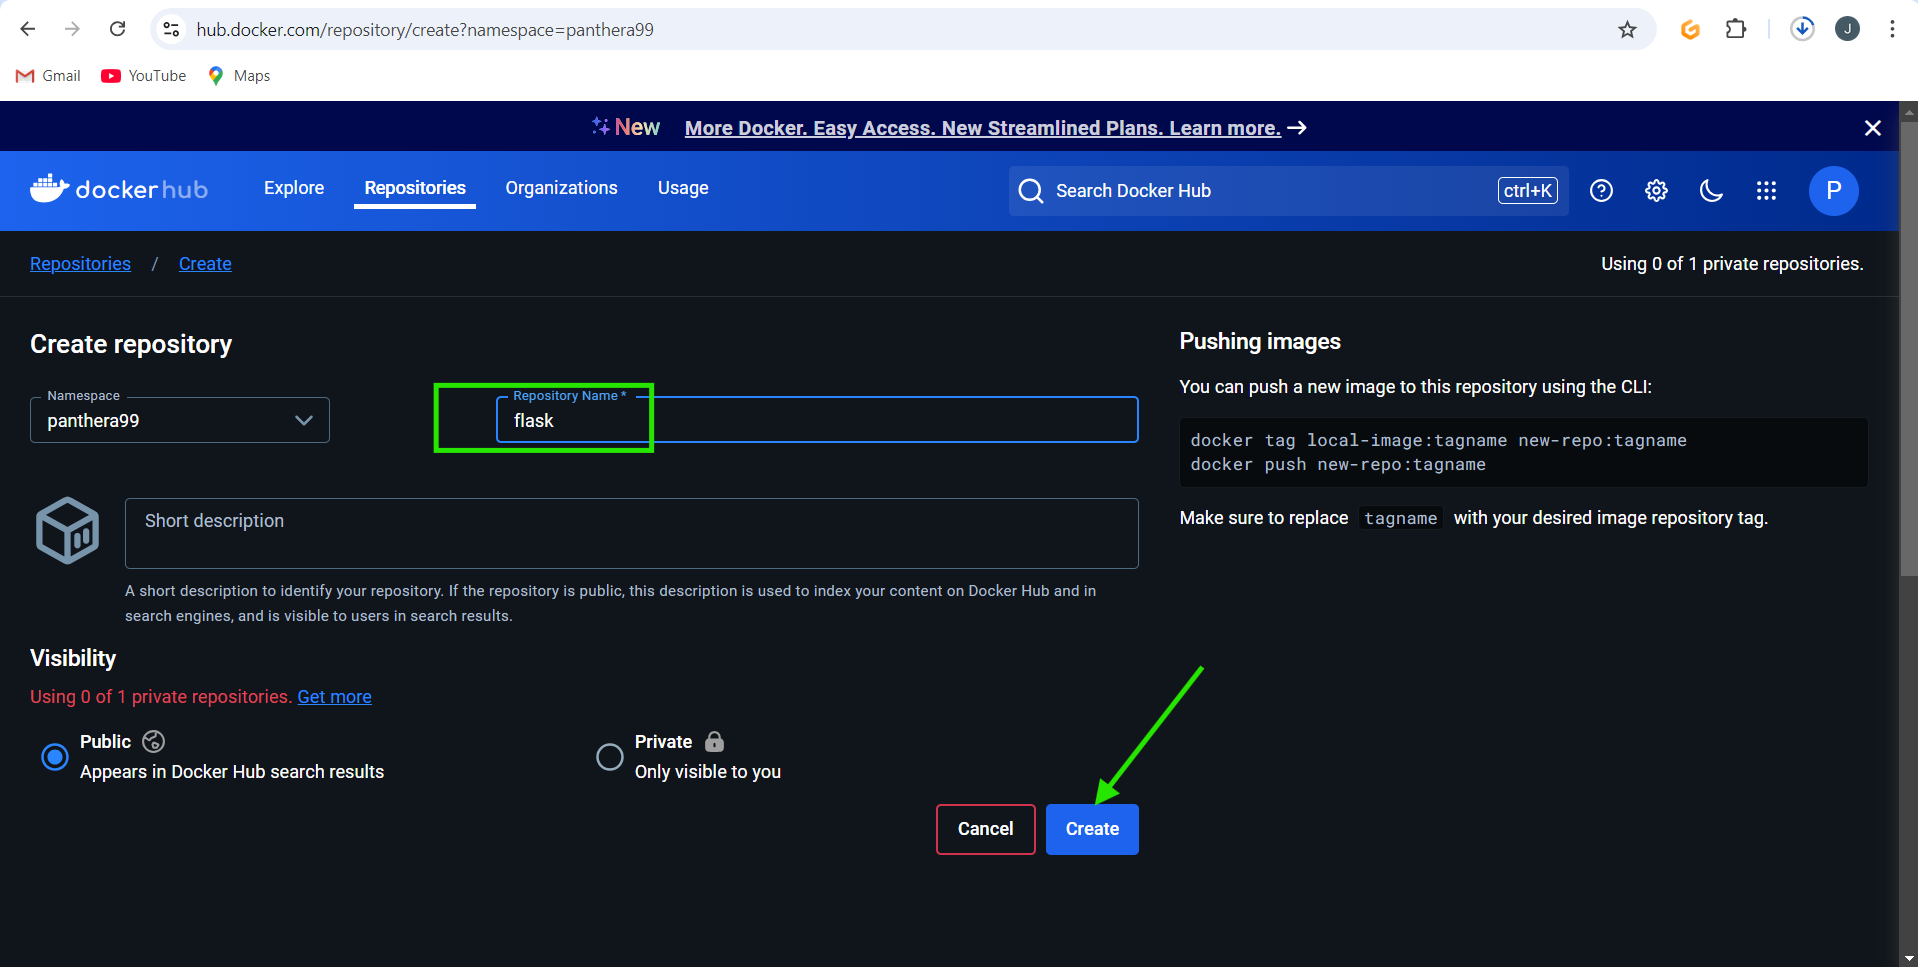 hub.docker.com/repository/create?namespace=panthera99
J
Gmail
YouTube
Maps
New More Docker. Easy Access. New Streamlined Plans. Learn more.
docker hub
Explore
Repositories
Organizations
Usage
Search Docker Hub
ctrl+K
P
Repositories / Create
Using 0 of 1 private repositories.
Create repository
Namespace
panthera99
Repository Name *
flask
Short description
A short description to identify your repository. If the repository is public, this description is used to index your content on Docker Hub and in
search engines, and is visible to users in search results.
Visibility
Using 0 of 1 private repositories. Get more
Public
Appears in Docker Hub search results
Private
Only visible to you
Cancel
Create
Pushing images
You can push a new image to this repository using the CLI:
docker tag local-image:tagname new-repo:tagname
docker push new-repo:tagname
Make sure to replace tagname with your desired image repository tag.